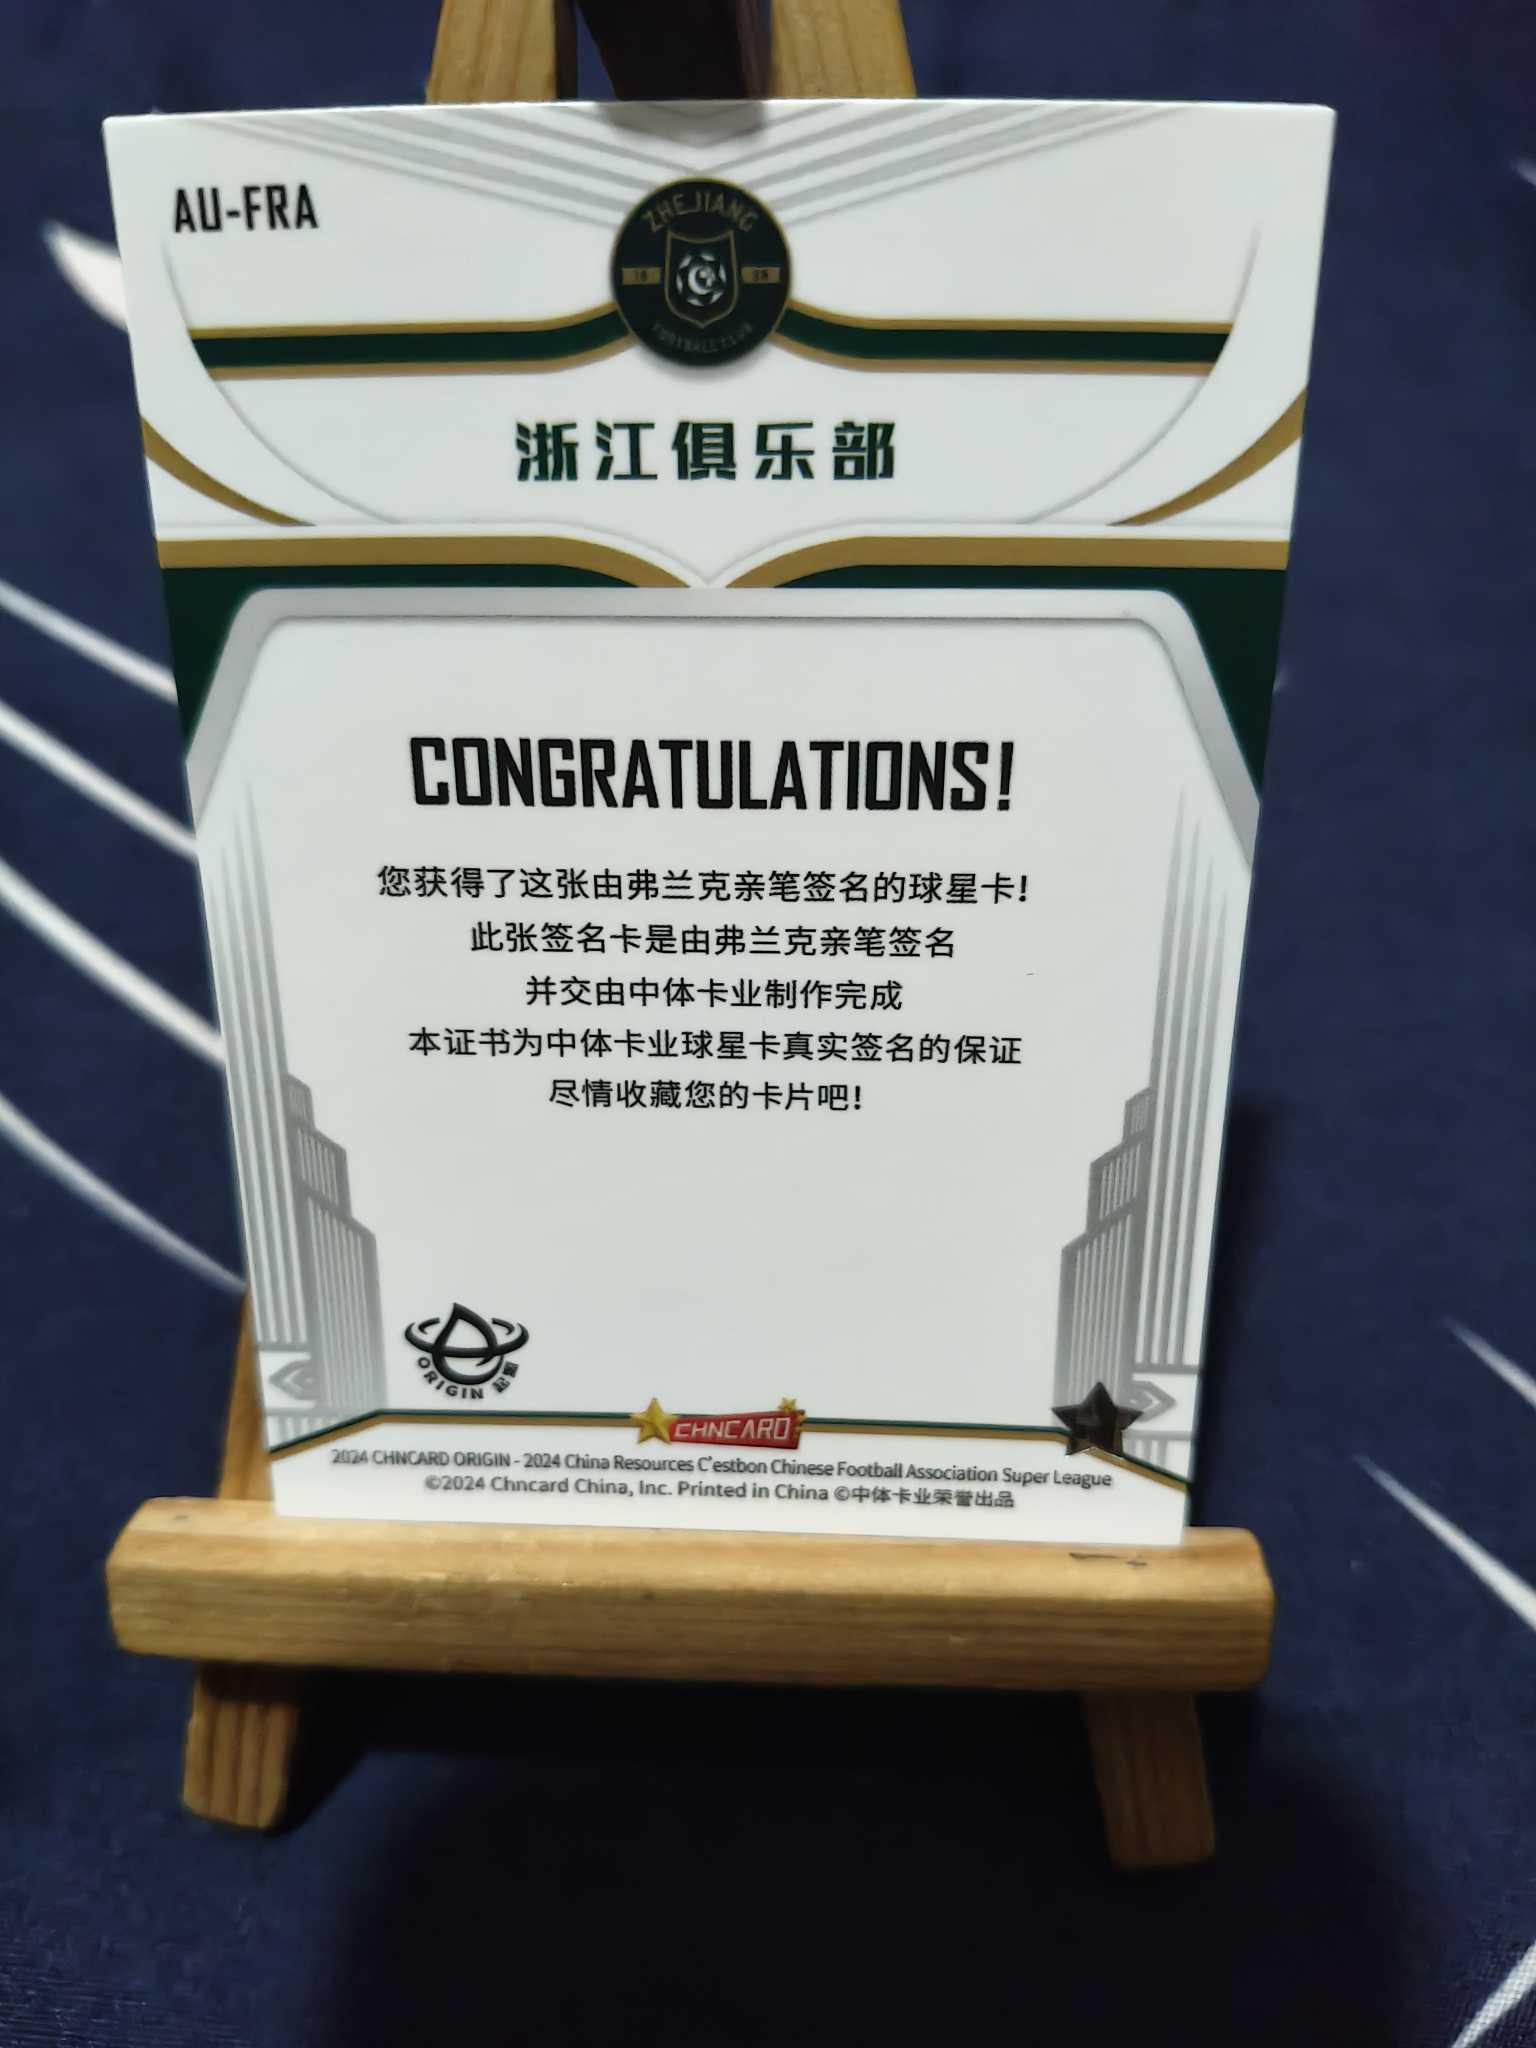 AU-FRA
ZHEJIANG
19 98
FOOTBALL CLUB
浙江俱乐部
CONGRATULATIONS!
您获得了这张由弗兰克亲笔签名的球星卡!
此张签名卡是由弗兰克亲笔签名
并交由中体卡业制作完成
本证书为中体卡业球星卡真实签名的保证
尽情收藏您的卡片吧!
ORIGIN 起源
CHNCARD
2024 CHNCARD ORIGIN - 2024 China Resources C'estbon Chinese Football Association Super League
©2024 Chncard China, Inc. Printed in China ©中体卡业荣誉出品